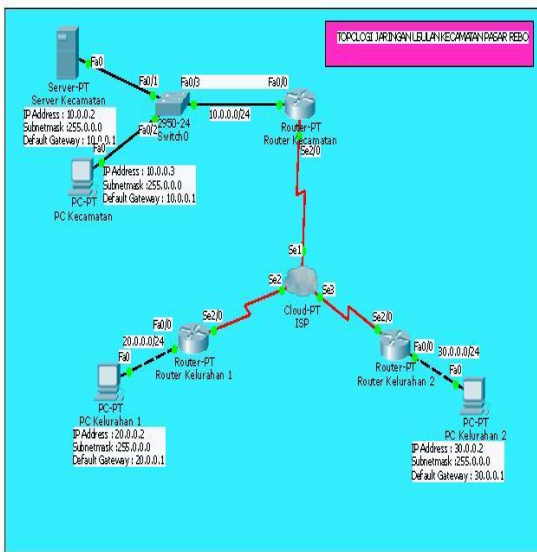 TOPOLOGI JARINGAN USULAN KECAMATAN PASAR REBO
Fa0
Server-PT
Server Kecamatan
IP Address : 10.0.0.2
Subnetmask :255.0.0.0
Default Gateway : 10.0.0.1
Fa0/1
Fa0/3
Fa0/2
2950-24
Switch0
10.0.0.0/24
Fa0/0
Router-PT
Router Kecamatan
Se2/0
Fa0
PC-PT
PC Kecamatan
IP Address : 10.0.0.3
Subnetmask :255.0.0.0
Default Gateway : 10.0.0.1
Se1
Se2
Se3
Cloud-PT
ISP
Se2/0
Fa0/0
20.0.0.0/24
Router-PT
Router Kelurahan 1
Fa0
PC-PT
PC Kelurahan 1
IP Address : 20.0.0.2
Subnetmask :255.0.0.0
Default Gateway : 20.0.0.1
Se2/0
Fa0/0
30.0.0.0/24
Router-PT
Router Kelurahan 2
Fa0
PC-PT
PC Kelurahan 2
IP Address : 30.0.0.2
Subnetmask :255.0.0.0
Default Gateway : 30.0.0.1